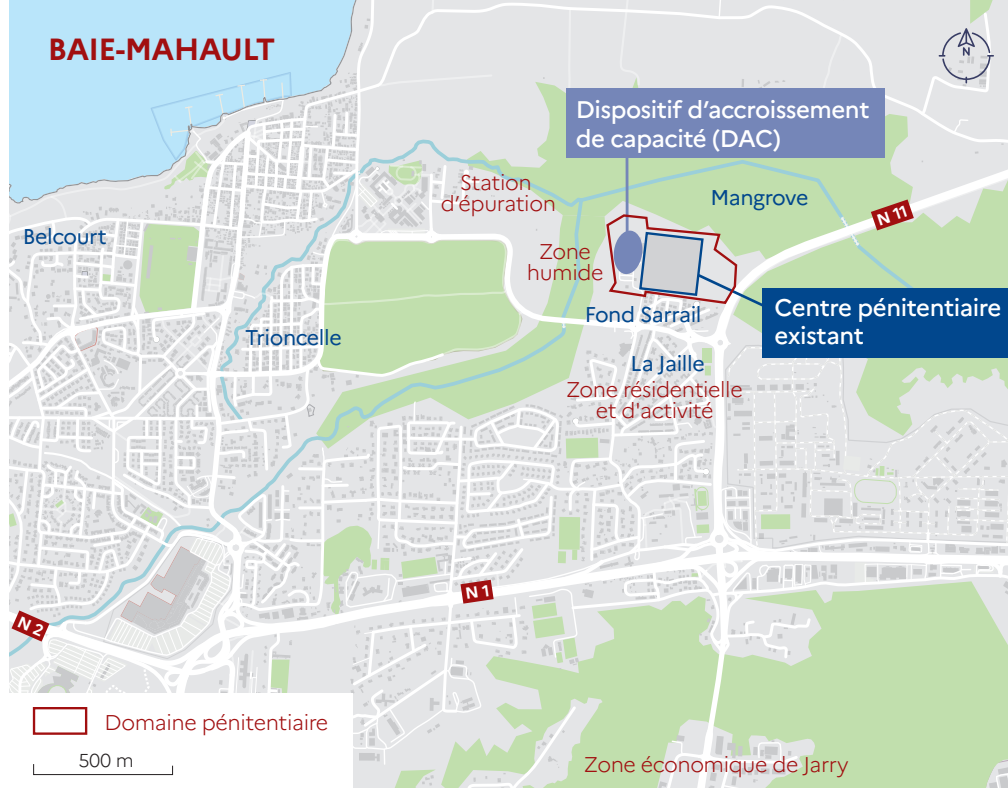 BAIE-MAHAULT
N
Dispositif d’accroissement
de capacité (DAC)
Station
d'épuration
Mangrove
N 11
Belcourt
Zone
humide
Centre pénitentiaire
existant
Fond Sarrail
Trioncelle
La Jaille
Zone résidentielle
et d'activité
N 1
N 2
Domaine pénitentiaire
500 m
Zone économique de Jarry